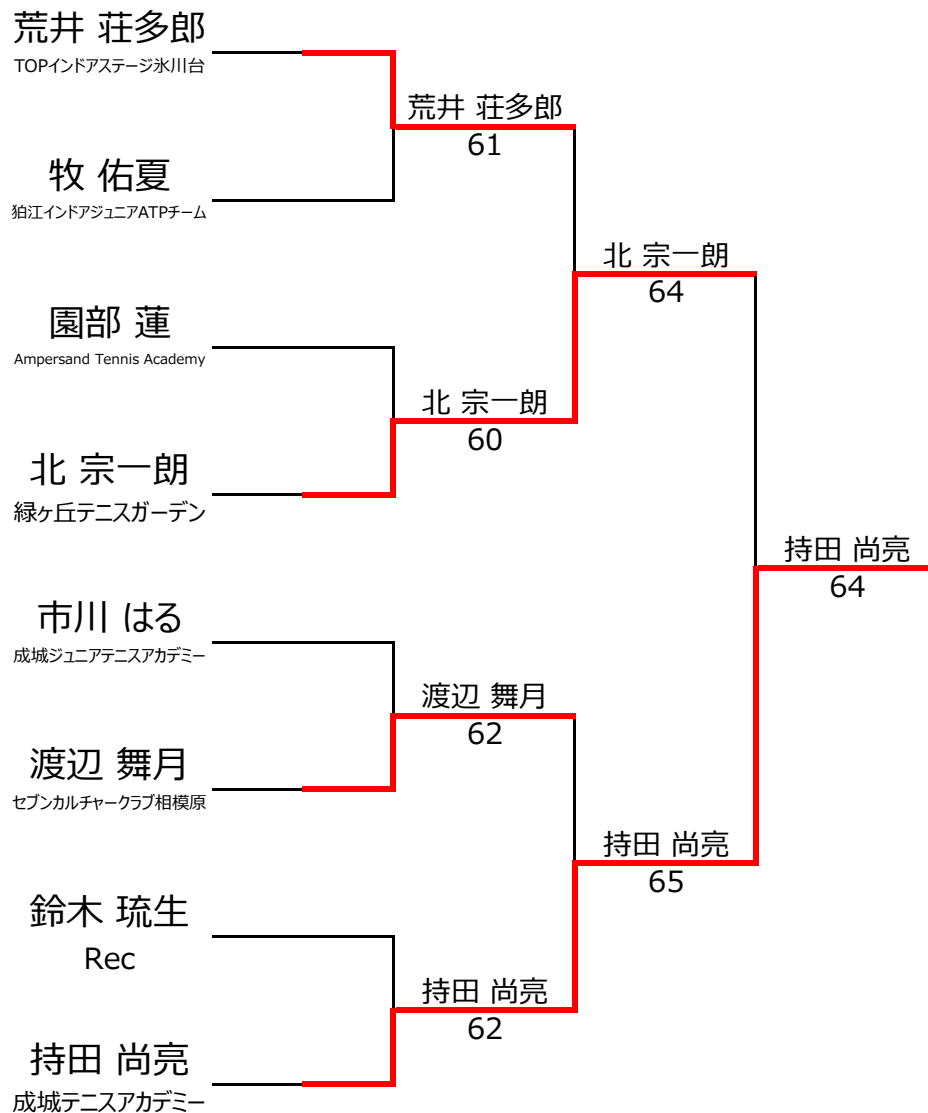 荒井 荘多郎
TOPインドアステージ氷川台
荒井 荘多郎
61
牧 佑夏
狛江インドアジュニアATPチーム
北 宗一朗
64
園部 蓮
Ampersand Tennis Academy
北 宗一朗
60
北 宗一朗
緑ヶ丘テニスガーデン
持田 尚亮
64
市川 はる
成城ジュニアテニスアカデミー
渡辺 舞月
62
渡辺 舞月
セブンカルチャークラブ相模原
持田 尚亮
65
鈴木 琉生
Rec
持田 尚亮
62
持田 尚亮
成城テニスアカデミー